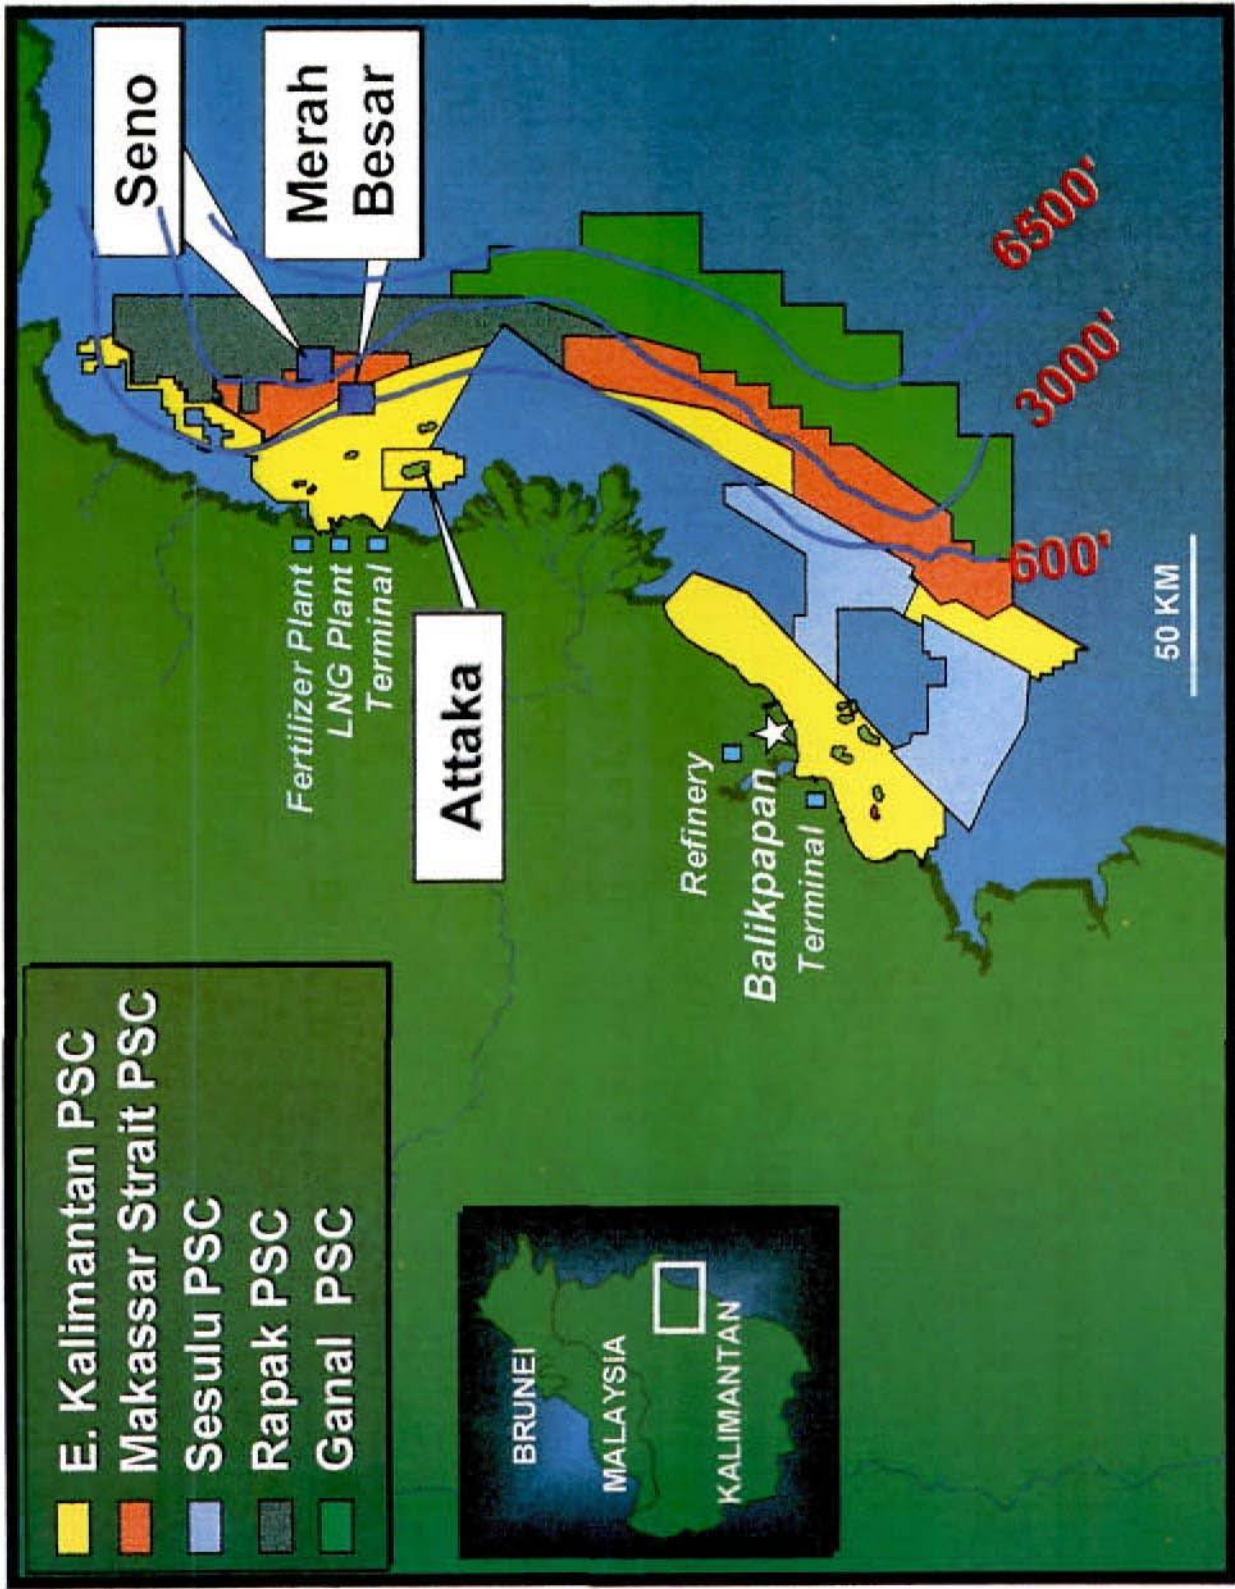 E. Kalimantan PSC
Makassar Strait PSC
Sesulu PSC
Rapak PSC
Ganal PSC
Seno
Merah
Besar
Fertilizer Plant
LNG Plant
Terminal
Attaka
Refinery
Balikpapan
Terminal
6500'
3000'
600'
50 KM
BRUNEI
MALAYSIA
KALIMANTAN